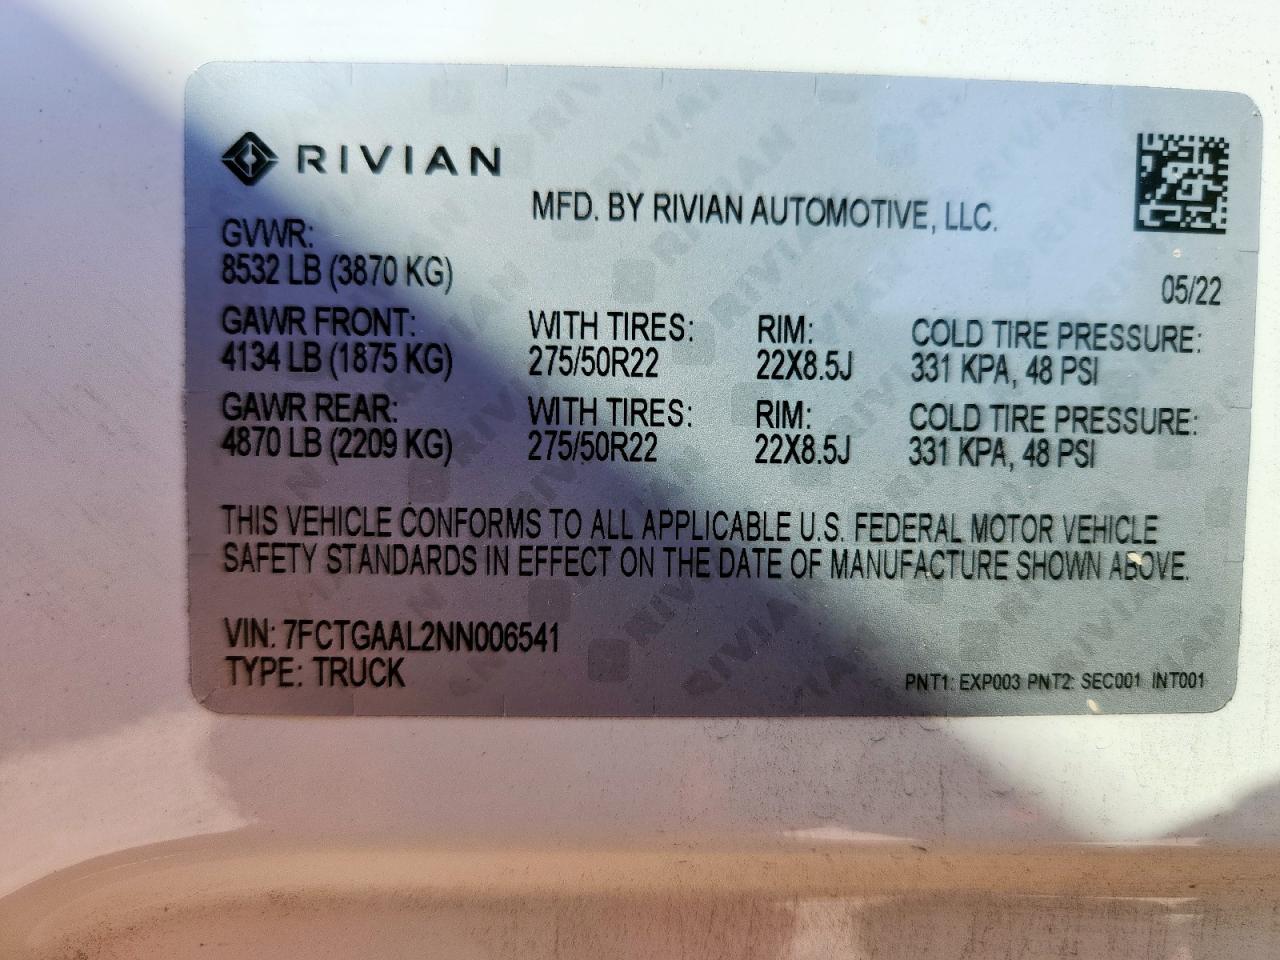 RIVIAN
MFD. BY RIVIAN AUTOMOTIVE, LLC.
GVWR:
8532 LB (3870 KG)
05/22
GAWR FRONT: WITH TIRES: RIM: COLD TIRE PRESSURE:
4134 LB (1875 KG) 275/50R22 22X8.5J 331 KPA, 48 PSI
GAWR REAR: WITH TIRES: RIM: COLD TIRE PRESSURE:
4870 LB (2209 KG) 275/50R22 22X8.5J 331 KPA, 48 PSI
THIS VEHICLE CONFORMS TO ALL APPLICABLE U.S. FEDERAL MOTOR VEHICLE
SAFETY STANDARDS IN EFFECT ON THE DATE OF MANUFACTURE SHOWN ABOVE.
VIN: 7FCTGAAL2NN006541
TYPE: TRUCK
PNT1: EXP003 PNT2: SEC001 INT001